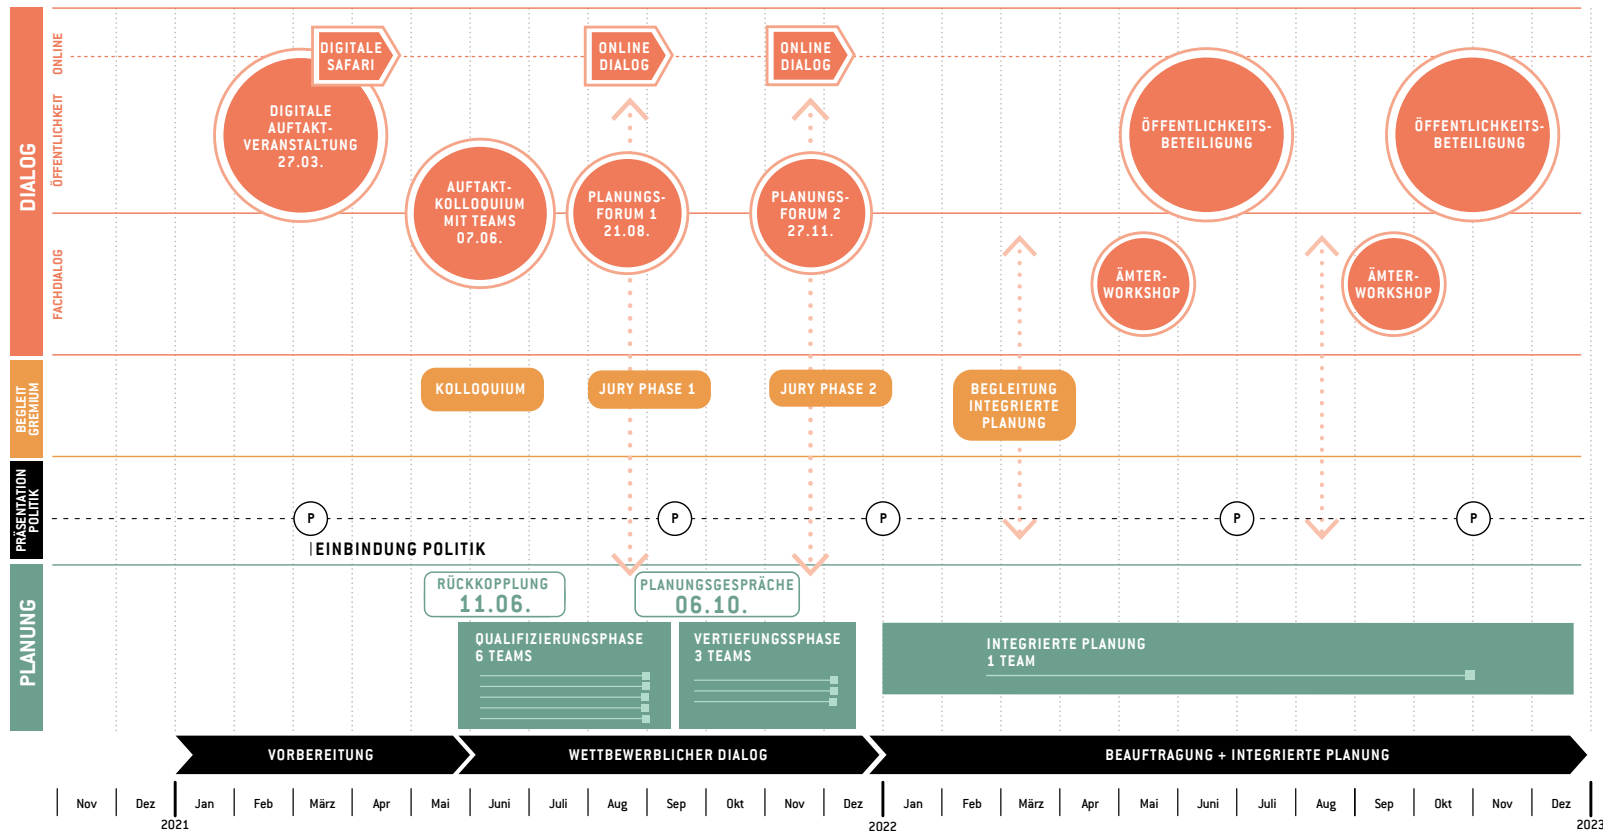 DIALOG
ONLINE
ÖFFENTLICHKEIT
FACHDIALOG
DIGITALE
SAFARI
ONLINE
DIALOG
ONLINE
DIALOG
DIGITALE
AUFTAKT-
VERANSTALTUNG
27.03.
AUFTAKT-
KOLLOQUIUM
MIT TEAMS
07.06.
PLANUNGS-
FORUM 1
21.08.
PLANUNGS-
FORUM 2
27.11.
ÖFFENTLICHKEITS-
BETEILIGUNG
ÖFFENTLICHKEITS-
BETEILIGUNG
ÄMTER-
WORKSHOP
ÄMTER-
WORKSHOP
BEGLEIT
GREMIUM
KOLLOQUIUM
JURY PHASE 1
JURY PHASE 2
BEGLEITUNG
INTEGRIERTE
PLANUNG
PRÄSENTATION
POLITIK
P
P
P
P
P
EINBINDUNG POLITIK
PLANUNG
RÜCKKOPPLUNG
11.06.
PLANUNGSGESPRÄCHE
06.10.
QUALIFIZIERUNGSPHASE
6 TEAMS
VERTIEFUNGSSPHASE
3 TEAMS
INTEGRIERTE PLANUNG
1 TEAM
VORBEREITUNG
WETTBEWERBLICHER DIALOG
BEAUFTRAGUNG + INTEGRIERTE PLANUNG
Nov Dez Jan Feb März Apr Mai Juni Juli Aug Sep Okt Nov Dez Jan Feb März Apr Mai Juni Juli Aug Sep Okt Nov Dez
2021 2022 2023